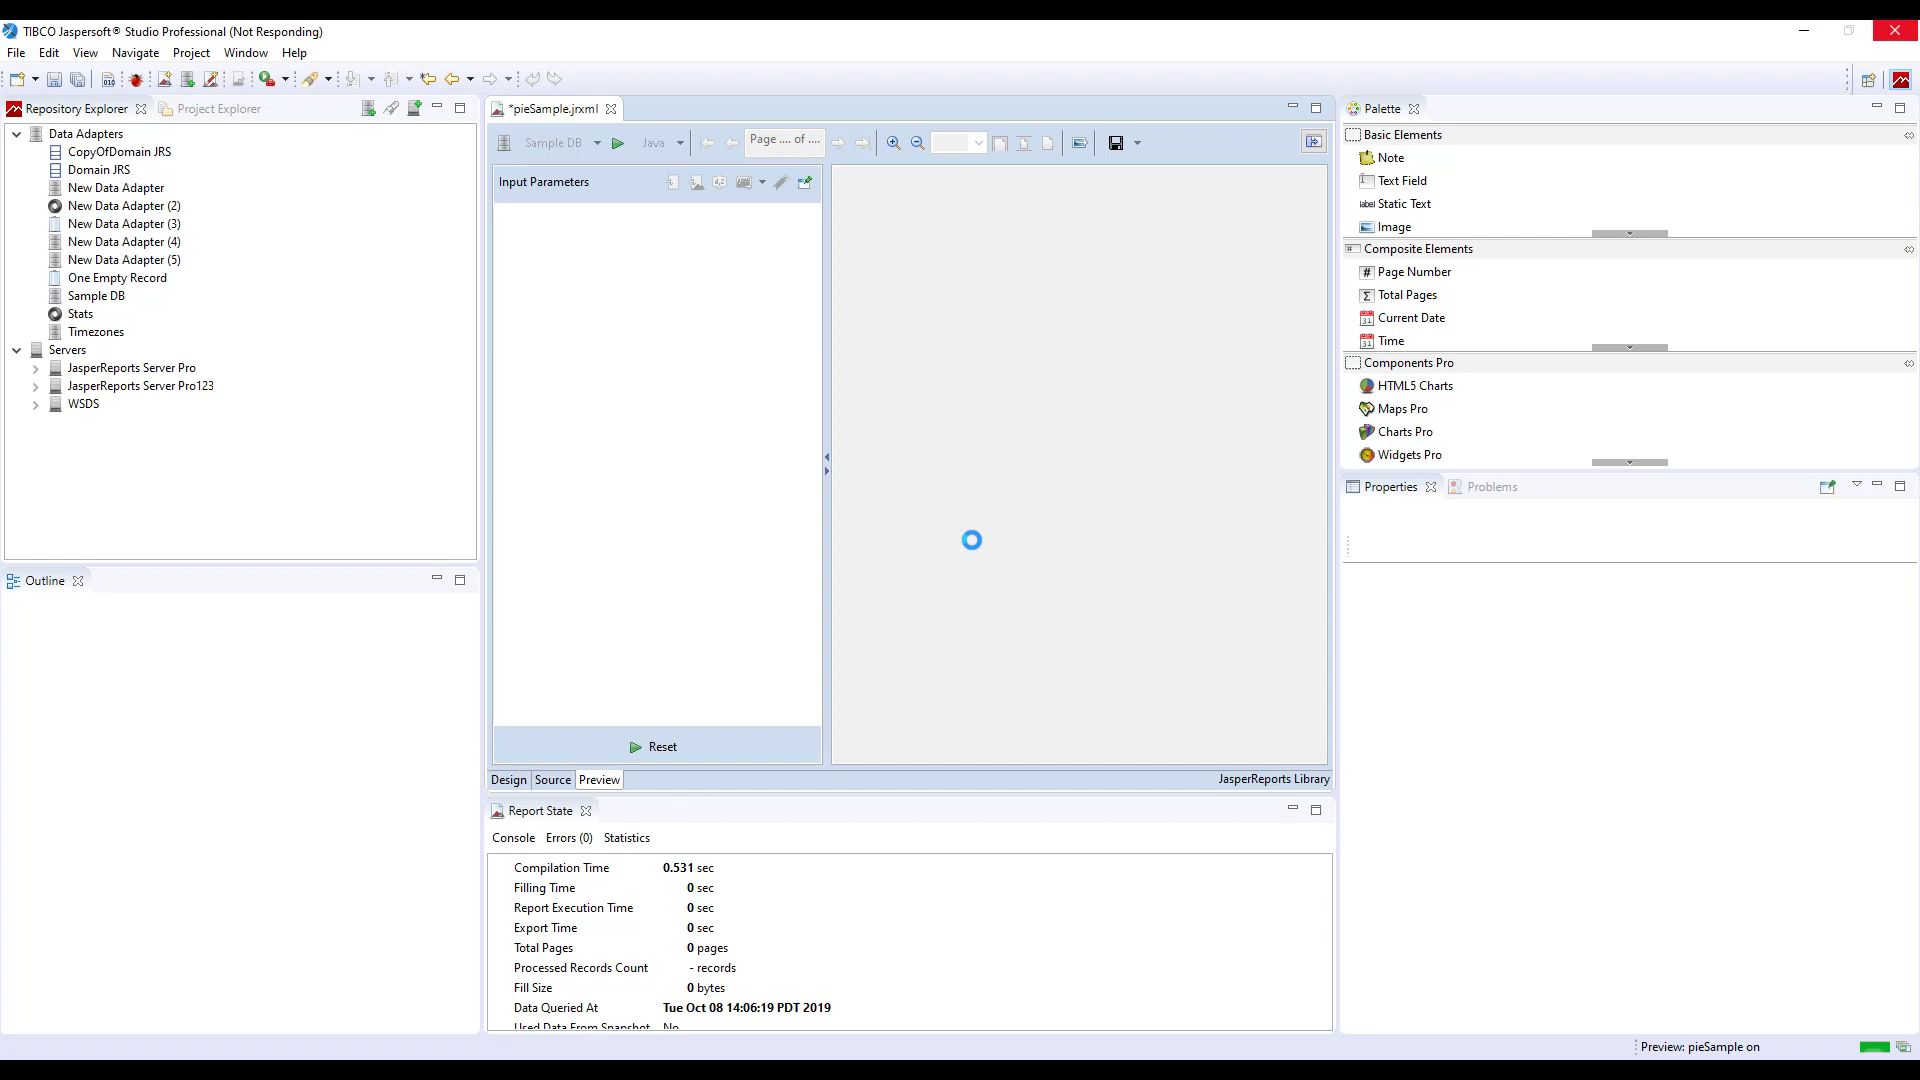 TIBCO Jaspersoft® Studio Professional (Not Responding)
File Edit View Navigate Project Window Help
Repository Explorer Project Explorer
Data Adapters
CopyOfDomain JRS
Domain JRS
New Data Adapter
New Data Adapter (2)
New Data Adapter (3)
New Data Adapter (4)
New Data Adapter (5)
One Empty Record
Sample DB
Stats
Timezones
Servers
JasperReports Server Pro
JasperReports Server Pro123
WSDS
Outline
*pieSample.jrxml
Sample DB Java Page .... of ....
Input Parameters
Reset
Design Source Preview JasperReports Library
Report State
Console Errors (0) Statistics
Compilation Time 0.531 sec
Filling Time 0 sec
Report Execution Time 0 sec
Export Time 0 sec
Total Pages 0 pages
Processed Records Count - records
Fill Size 0 bytes
Data Queried At Tue Oct 08 14:06:19 PDT 2019
Used Data From Snapshot No
Palette
Basic Elements
Note
Text Field
label Static Text
Image
Composite Elements
# Page Number
Σ Total Pages
31 Current Date
31 Time
Components Pro
HTML5 Charts
Maps Pro
Charts Pro
Widgets Pro
Properties Problems
Preview: pieSample on